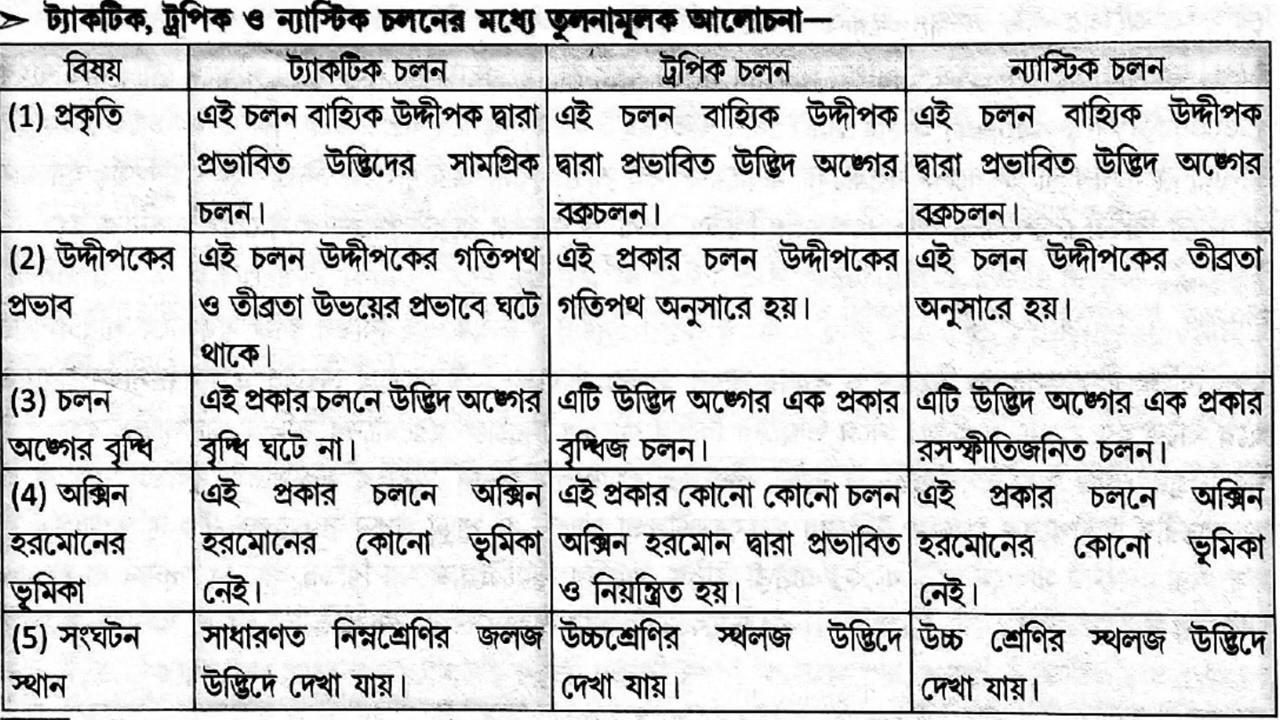 ➤ ট্যাকটিক, ট্রপিক ও ন্যাস্টিক চলনের মধ্যে তুলনামূলক আলোচনা—
বিষয় ট্যাকটিক চলন ট্রপিক চলন ন্যাস্টিক চলন
(1) প্রকৃতি এই চলন বাহ্যিক উদ্দীপক দ্বারা এই চলন বাহ্যিক উদ্দীপক এই চলন বাহ্যিক উদ্দীপক
প্রভাবিত উদ্ভিদের সামগ্রিক দ্বারা প্রভাবিত উদ্ভিদ অঙ্গের দ্বারা প্রভাবিত উদ্ভিদ অঙ্গের
চলন। বক্রচলন। বক্রচলন।
(2) উদ্দীপকের এই চলন উদ্দীপকের গতিপথ এই প্রকার চলন উদ্দীপকের এই চলন উদ্দীপকের তীব্রতা
প্রভাব ও তীব্রতা উভয়ের প্রভাবে ঘটে গতিপথ অনুসারে হয়। অনুসারে হয়।
থাকে।
(3) চলন এই প্রকার চলনে উদ্ভিদ অঙ্গের এটি উদ্ভিদ অঙ্গের এক প্রকার এটি উদ্ভিদ অঙ্গের এক প্রকার
অঙ্গের বৃদ্ধি বৃদ্ধি ঘটে না। বৃদ্ধিজ চলন। রসস্ফীতিজনিত চলন।
(4) অক্সিন এই প্রকার চলনে অক্সিন এই প্রকার কোনো কোনো চলন এই প্রকার চলনে অক্সিন
হরমোনের হরমোনের কোনো ভূমিকা অক্সিন হরমোন দ্বারা প্রভাবিত হরমোনের কোনো ভূমিকা
ভূমিকা নেই। ও নিয়ন্ত্রিত হয়। নেই।
(5) সংঘটন সাধারণত নিম্নশ্রেণির জলজ উচ্চশ্রেণির স্থলজ উদ্ভিদে উচ্চ শ্রেণির স্থলজ উদ্ভিদে
স্থান উদ্ভিদে দেখা যায়। দেখা যায়। দেখা যায়।